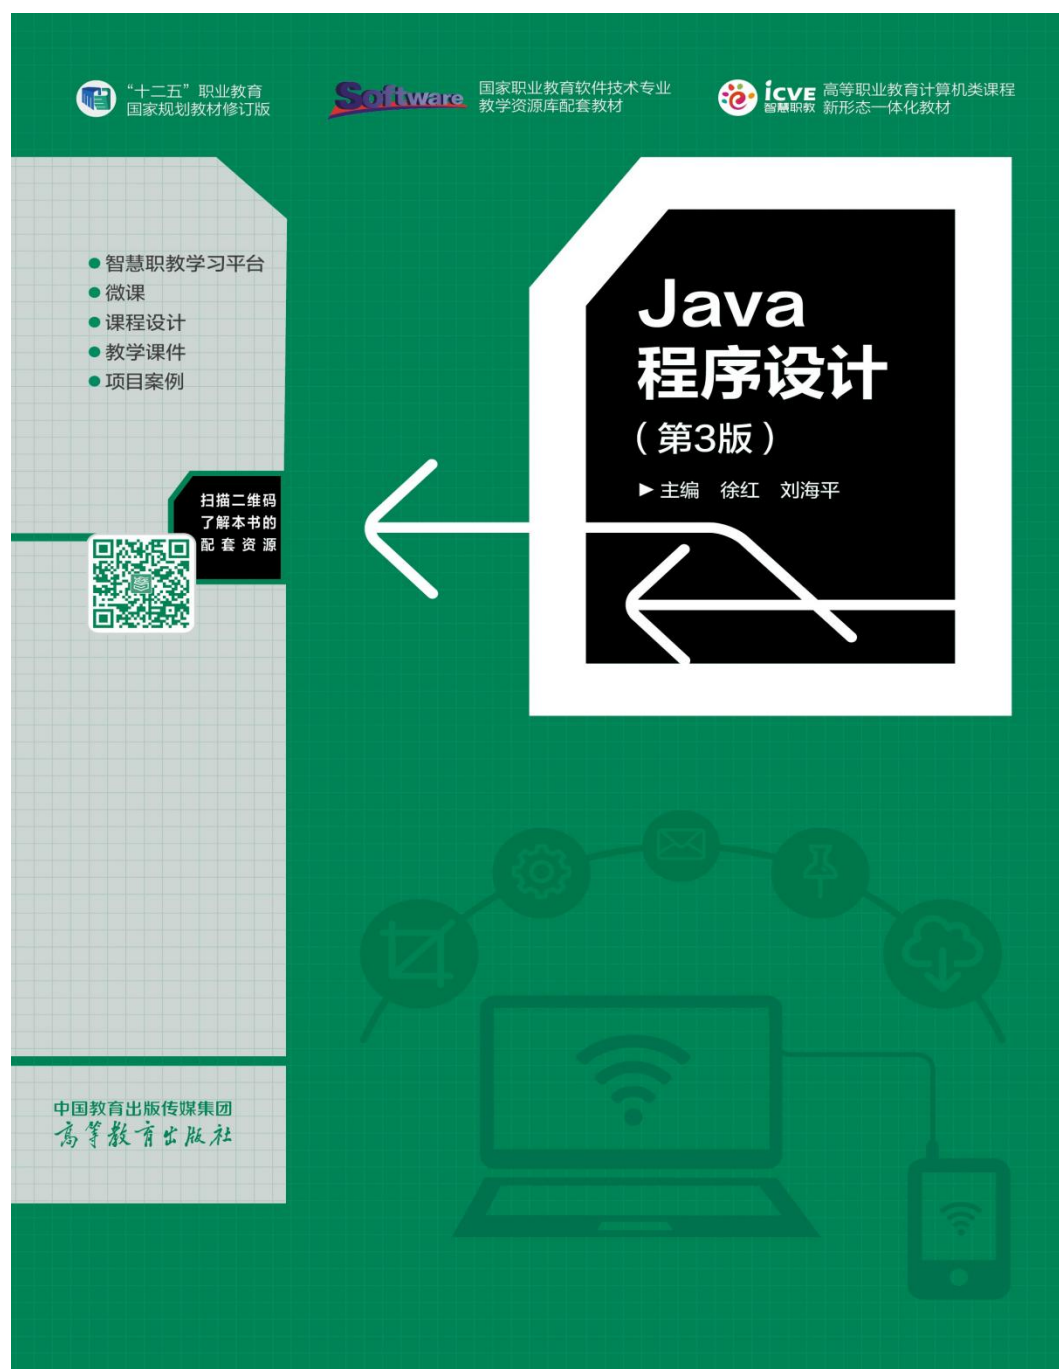 “十二五”职业教育
国家规划教材修订版
Software
国家职业教育软件技术专业
教学资源库配套教材
icve
智慧职教
高等职业教育计算机类课程
新形态一体化教材
智慧职教学习平台
微课
课程设计
教学课件
项目案例
Java
程序设计
（第3版）
主编 徐红 刘海平
扫描二维码
了解本书的
配套资源
中国教育出版传媒集团
高等教育出版社